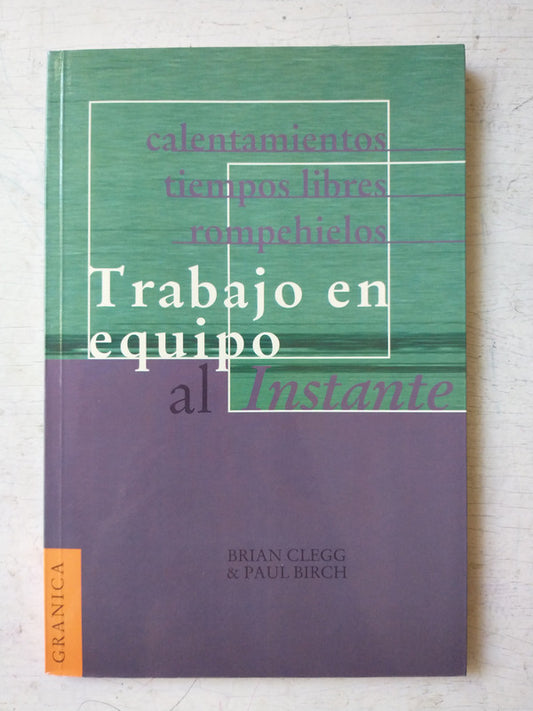 calentamientos
tiempos libres
rompehielos
Trabajo en
equipo
al Instante
BRIAN CLEGG
& PAUL BIRCH
GRANICA